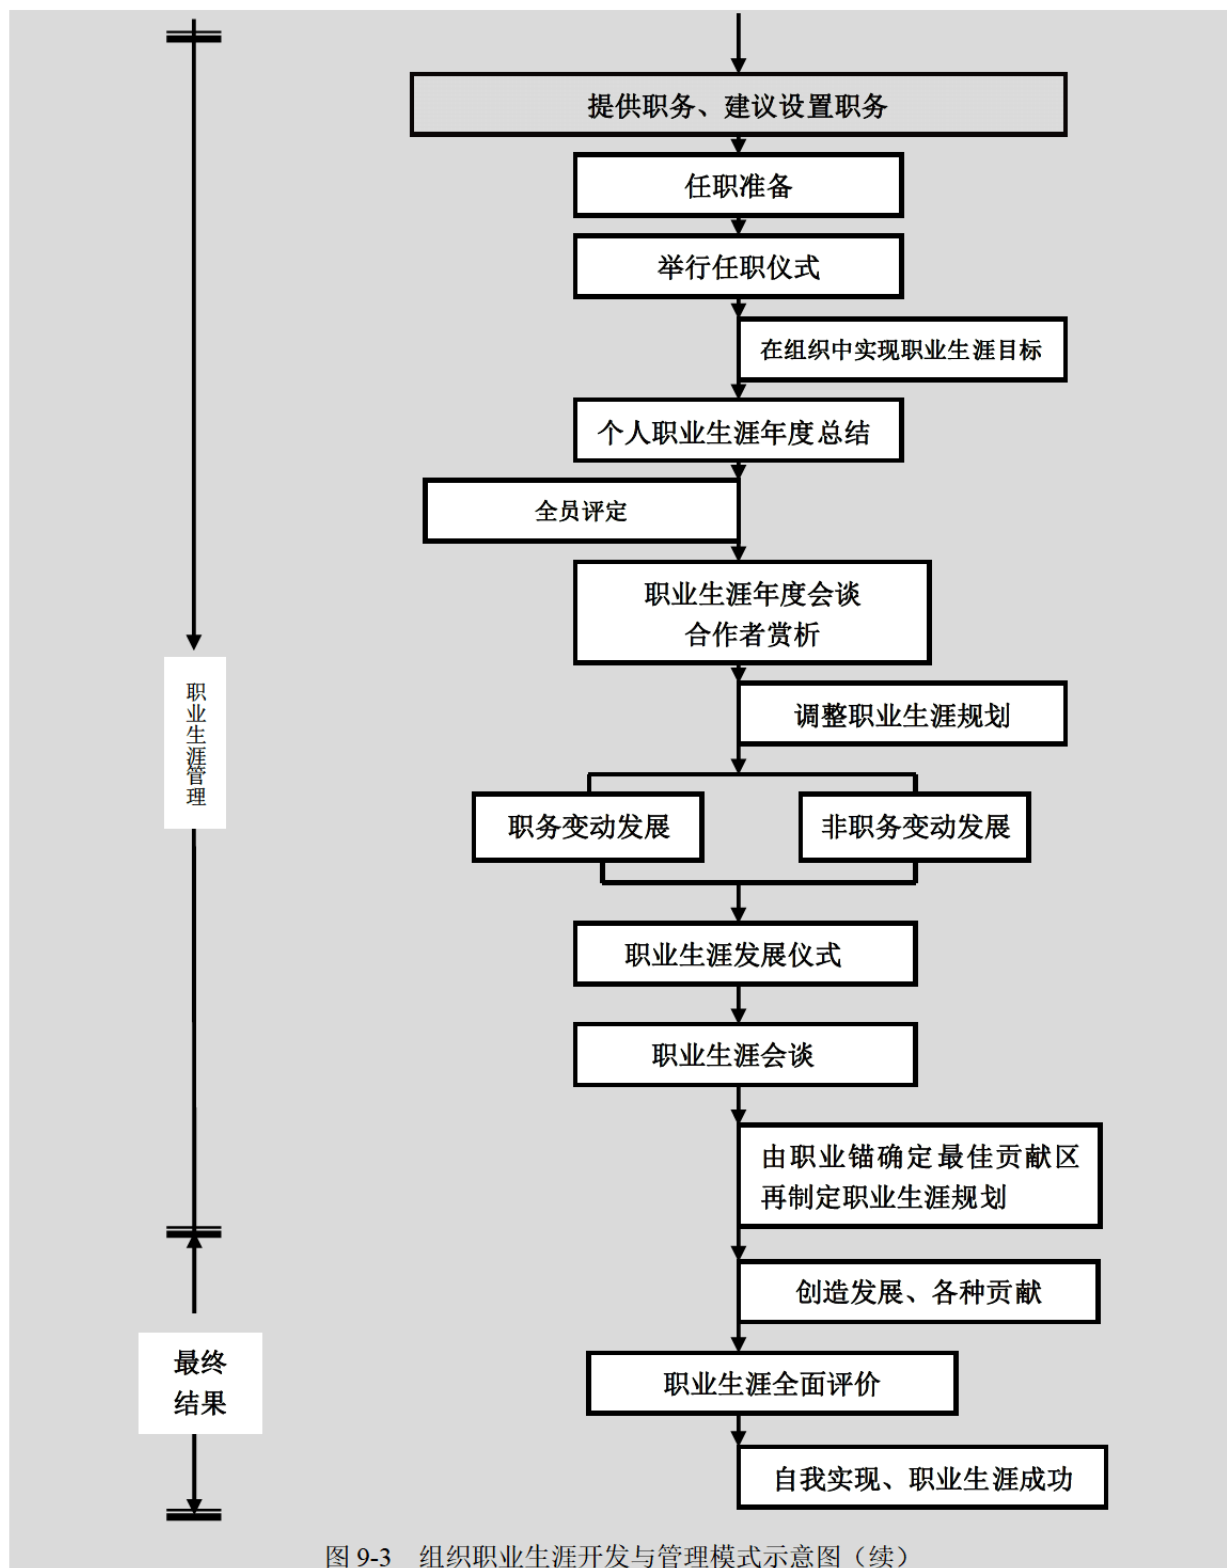 提供职务、建议设置职务
任职准备
举行任职仪式
在组织中实现职业生涯目标
个人职业生涯年度总结
全员评定
职业生涯年度会谈
合作者赏析
调整职业生涯规划
职业生涯管理
职务变动发展
非职务变动发展
职业生涯发展仪式
职业生涯会谈
由职业锚确定最佳贡献区
再制定职业生涯规划
创造发展、各种贡献
最终
结果
职业生涯全面评价
自我实现、职业生涯成功
图 9-3 组织职业生涯开发与管理模式示意图（续）